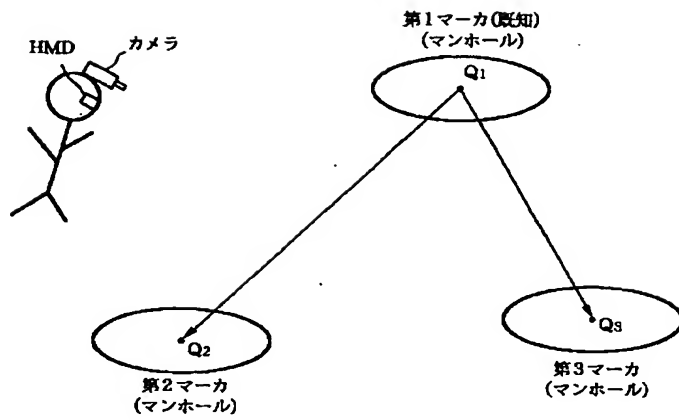 第1マーカ(既知)
(マンホール)
HMD
カメラ
Q1
Q2
Q3
第2マーカ
(マンホール)
第3マーカ
(マンホール)